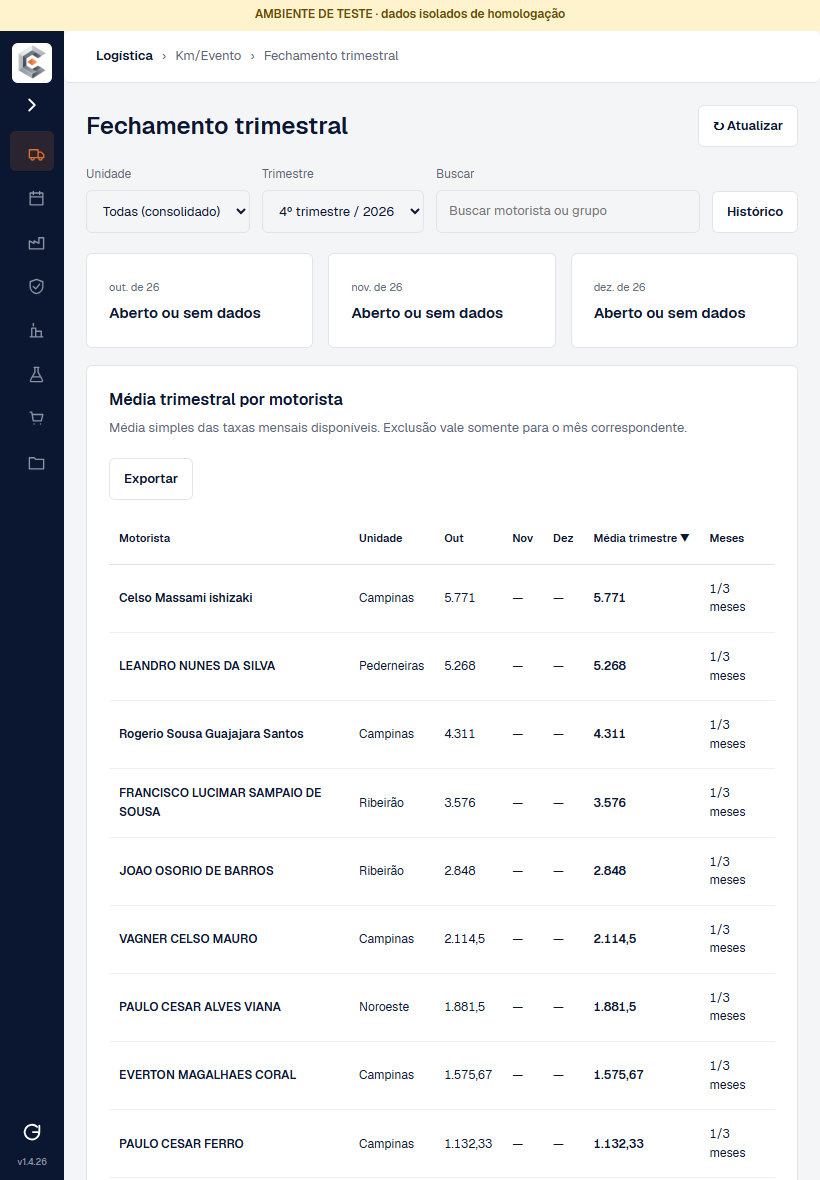 AMBIENTE DE TESTE · dados isolados de homologação
Logística › Km/Evento › Fechamento trimestral
Fechamento trimestral
↻ Atualizar
Unidade Trimestre Buscar
Todas (consolidado) 4º trimestre / 2026 Buscar motorista ou grupo Histórico
out. de 26 nov. de 26 dez. de 26
Aberto ou sem dados Aberto ou sem dados Aberto ou sem dados
Média trimestral por motorista
Média simples das taxas mensais disponíveis. Exclusão vale somente para o mês correspondente.
Exportar
Motorista Unidade Out Nov Dez Média trimestre ▼ Meses
Celso Massami ishizaki Campinas 5.771 — — 5.771 1/3 meses
LEANDRO NUNES DA SILVA Pederneiras 5.268 — — 5.268 1/3 meses
Rogerio Sousa Guajajara Santos Campinas 4.311 — — 4.311 1/3 meses
FRANCISCO LUCIMAR SAMPAIO DE SOUSA Ribeirão 3.576 — — 3.576 1/3 meses
JOAO OSORIO DE BARROS Ribeirão 2.848 — — 2.848 1/3 meses
VAGNER CELSO MAURO Campinas 2.114,5 — — 2.114,5 1/3 meses
PAULO CESAR ALVES VIANA Noroeste 1.881,5 — — 1.881,5 1/3 meses
EVERTON MAGALHAES CORAL Campinas 1.575,67 — — 1.575,67 1/3 meses
PAULO CESAR FERRO Campinas 1.132,33 — — 1.132,33 1/3 meses
v1.4.26